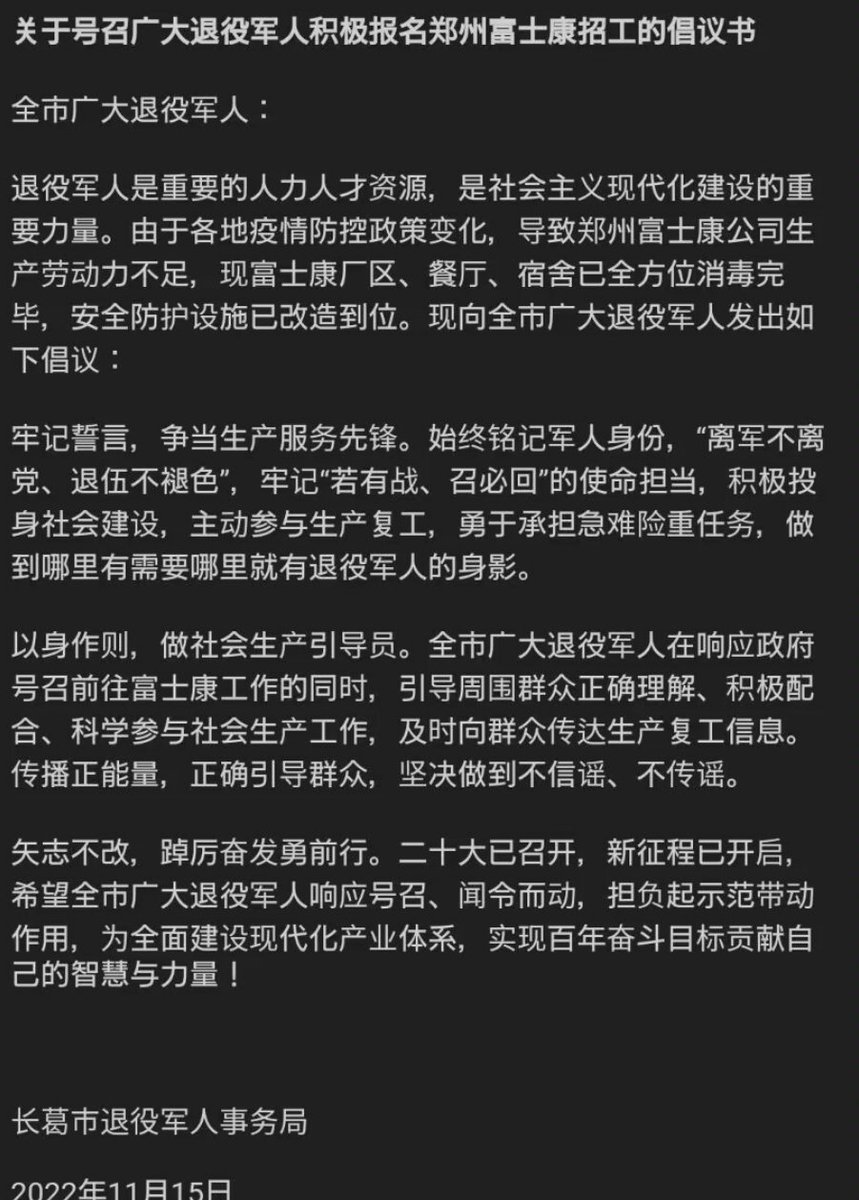 关于号召广大退役军人积极报名郑州富士康招工的倡议书
全市广大退役军人：
退役军人是重要的人力人才资源，是社会主义现代化建设的重
要力量。由于各地疫情防控政策变化，导致郑州富士康公司生
产劳动力不足，现富士康厂区、餐厅、宿舍已全方位消毒完
毕，安全防护设施已改造到位。现向全市广大退役军人发出如
下倡议：
牢记誓言，争当生产服务先锋。始终铭记军人身份，“离军不离
党、退伍不褪色”，牢记“若有战、召必回”的使命担当，积极投
身社会建设，主动参与生产复工，勇于承担急难险重任务，做
到哪里有需要哪里就有退役军人的身影。
以身作则，做社会生产引导员。全市广大退役军人在响应政府
号召前往富士康工作的同时，引导周围群众正确理解、积极配
合、科学参与社会生产工作，及时向群众传达生产复工信息。
传播正能量，正确引导群众，坚决做到不信谣、不传谣。
矢志不改，踔厉奋发勇前行。二十大已召开，新征程已开启，
希望全市广大退役军人响应号召、闻令而动，担负起示范带动
作用，为全面建设现代化产业体系，实现百年奋斗目标贡献自
己的智慧与力量！
长葛市退役军人事务局
2022年11月15日